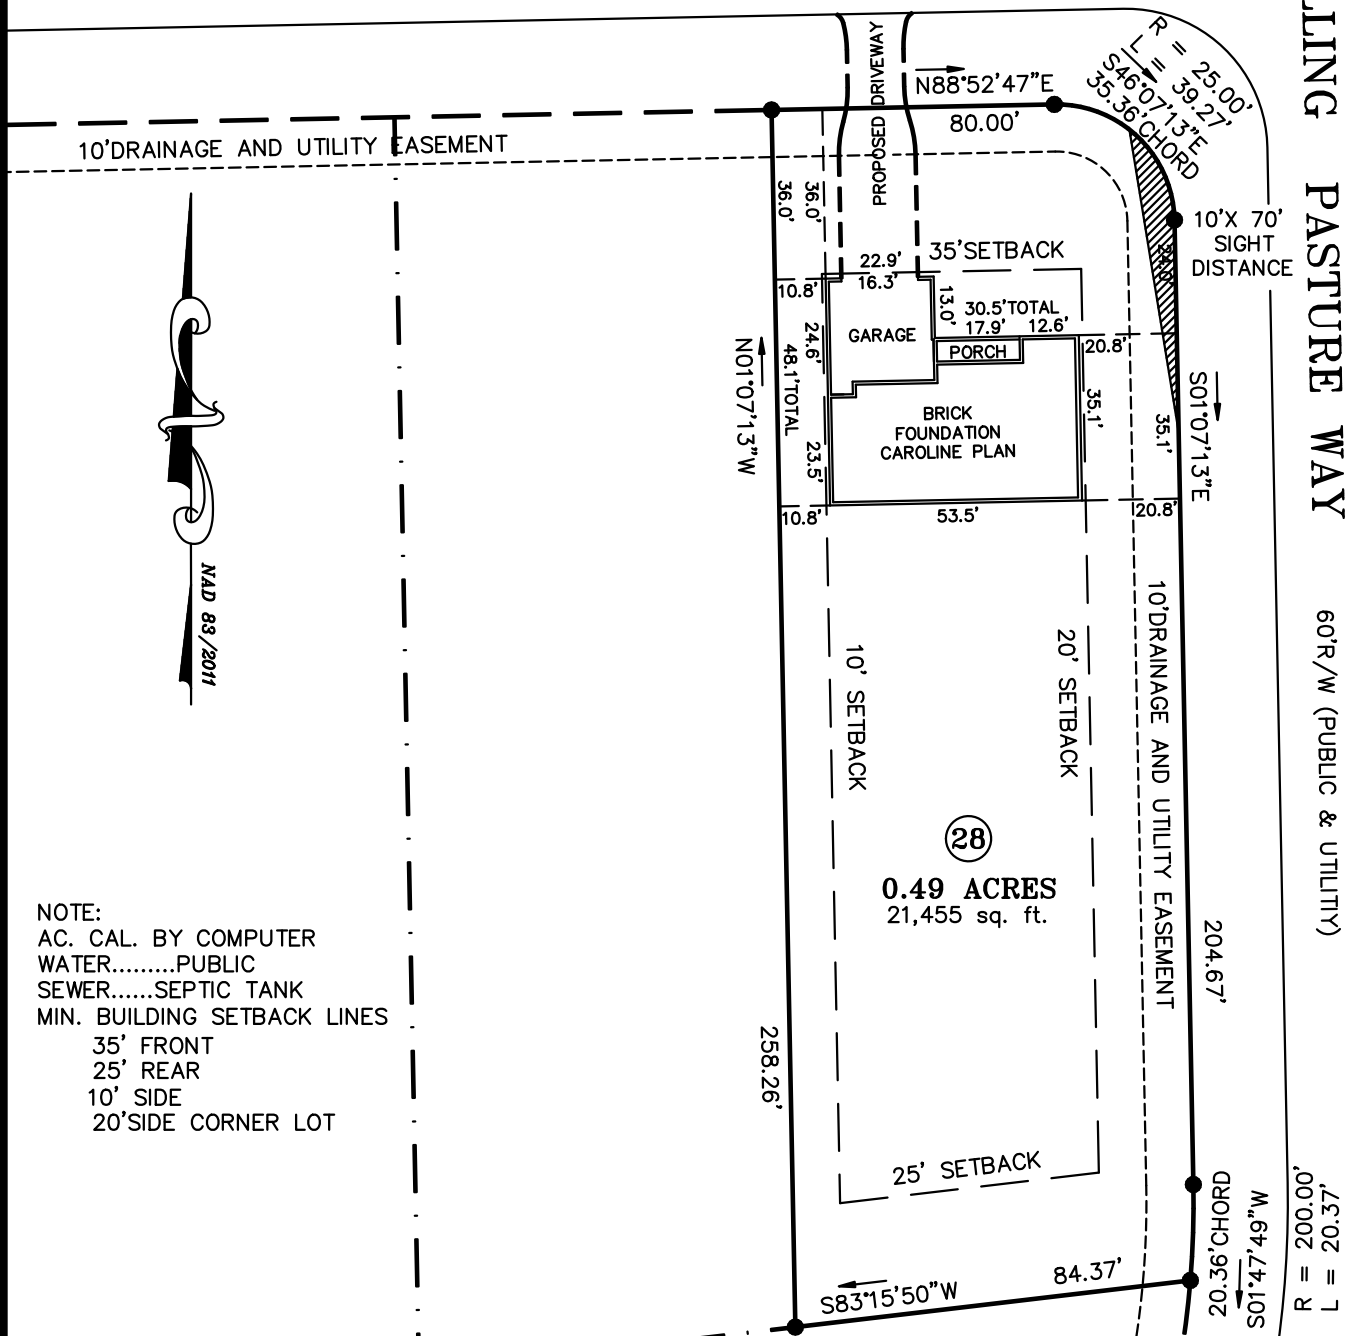 R = 25.00'
L = 39.27'
S46°07'13"E
35.36'CHORD
LLING PASTURE WAY
60'R/W (PUBLIC & UTILITIY)
PROPOSED DRIVEWAY
N88°52'47"E
80.00'
10'DRAINAGE AND UTILITY EASEMENT
10'X 70'
SIGHT
DISTANCE
24.0'
36.0'
36.0'
35'SETBACK
22.9'
16.3'
10.8'
13.0'
30.5'TOTAL
17.9'
12.6'
20.8'
GARAGE
PORCH
24.6'
48.1'TOTAL
23.5'
35.1'
35.1'
BRICK
FOUNDATION
CAROLINE PLAN
N01°07'13"W
S01°07'13"E
10.8'
53.5'
20.8'
NAD 83/2011
10' SETBACK
20' SETBACK
10'DRAINAGE AND UTILITY EASEMENT
28
0.49 ACRES
21,455 sq. ft.
204.67'
258.26'
NOTE:
AC. CAL. BY COMPUTER
WATER.........PUBLIC
SEWER......SEPTIC TANK
MIN. BUILDING SETBACK LINES
35' FRONT
25' REAR
10' SIDE
20'SIDE CORNER LOT
25' SETBACK
84.37'
S83°15'50"W
20.36'CHORD
S01°47'49"W
R = 200.00'
L = 20.37'